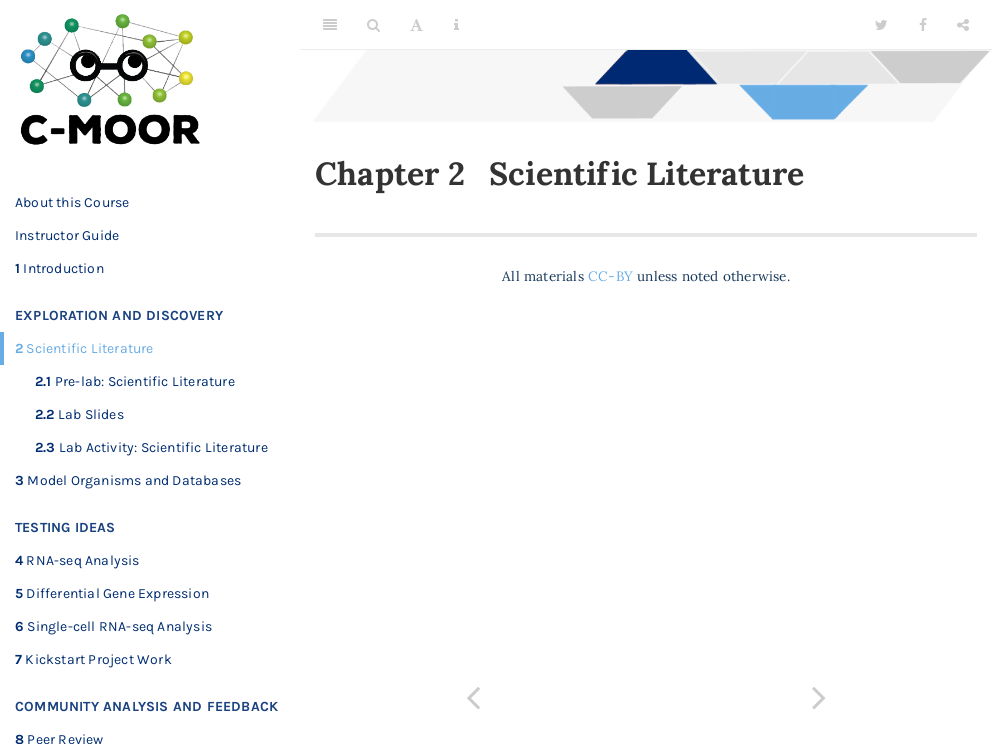 C-MOOR
About this Course
Instructor Guide
1 Introduction
EXPLORATION AND DISCOVERY
2 Scientific Literature
2.1 Pre-lab: Scientific Literature
2.2 Lab Slides
2.3 Lab Activity: Scientific Literature
3 Model Organisms and Databases
TESTING IDEAS
4 RNA-seq Analysis
5 Differential Gene Expression
6 Single-cell RNA-seq Analysis
7 Kickstart Project Work
COMMUNITY ANALYSIS AND FEEDBACK
8 Peer Review
A
Chapter 2 Scientific Literature
All materials CC-BY unless noted otherwise.